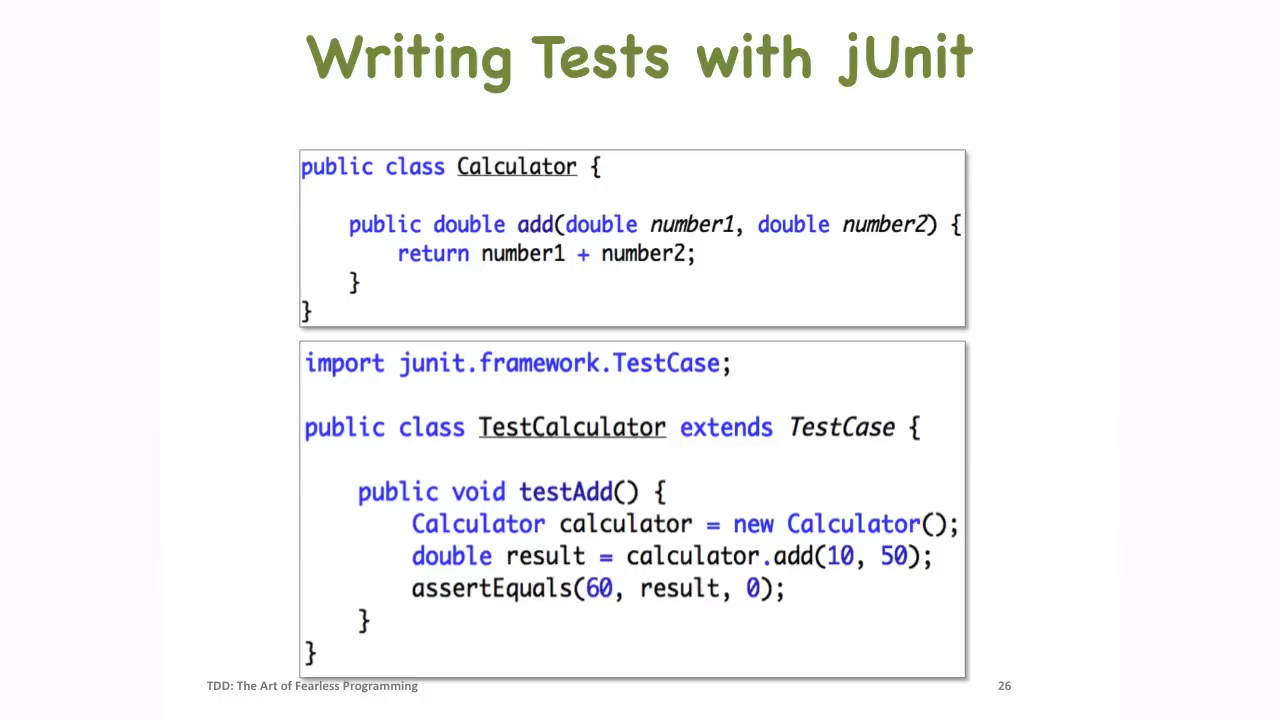 Writing Tests with jUnit
public class Calculator {
public double add(double number1, double number2) {
return number1 + number2;
}
}
import junit.framework.TestCase;
public class TestCalculator extends TestCase {
public void testAdd() {
Calculator calculator = new Calculator();
double result = calculator.add(10, 50);
assertEquals(60, result, 0);
}
}
TDD: The Art of Fearless Programming
26